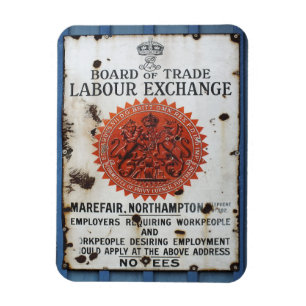 BOARD OF TRADE
LABOUR EXCHANGE
MAREFAIR, NORTHAMPTON
EMPLOYERS REQUIRING WORKPEOPLE
AND
RKPEOPLE DESIRING EMPLOYMENT
OULD APPLY AT THE ABOVE ADDRESS
NO FEES